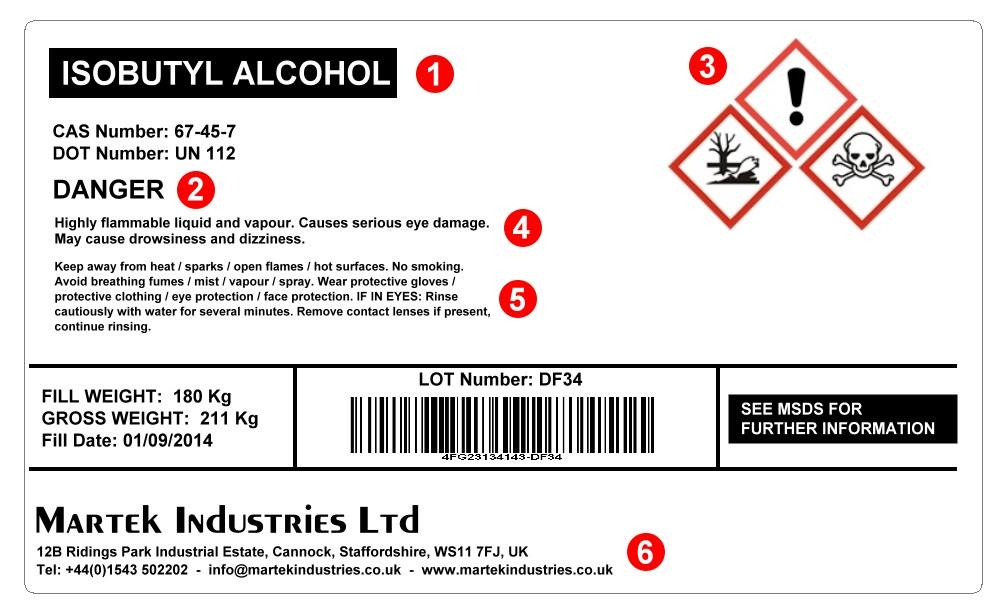 ISOBUTYL ALCOHOL 1
3
CAS Number: 67-45-7
DOT Number: UN 112
DANGER 2
Highly flammable liquid and vapour. Causes serious eye damage.
May cause drowsiness and dizziness.
4
Keep away from heat / sparks / open flames / hot surfaces. No smoking.
Avoid breathing fumes / mist / vapour / spray. Wear protective gloves /
protective clothing / eye protection / face protection. IF IN EYES: Rinse
cautiously with water for several minutes. Remove contact lenses if present,
continue rinsing.
5
FILL WEIGHT: 180 Kg
GROSS WEIGHT: 211 Kg
Fill Date: 01/09/2014
LOT Number: DF34
4FG23134143-DF34
SEE MSDS FOR
FURTHER INFORMATION
Martek Industries Ltd
12B Ridings Park Industrial Estate, Cannock, Staffordshire, WS11 7FJ, UK
Tel: +44(0)1543 502202 - info@martekindustries.co.uk - www.martekindustries.co.uk
6